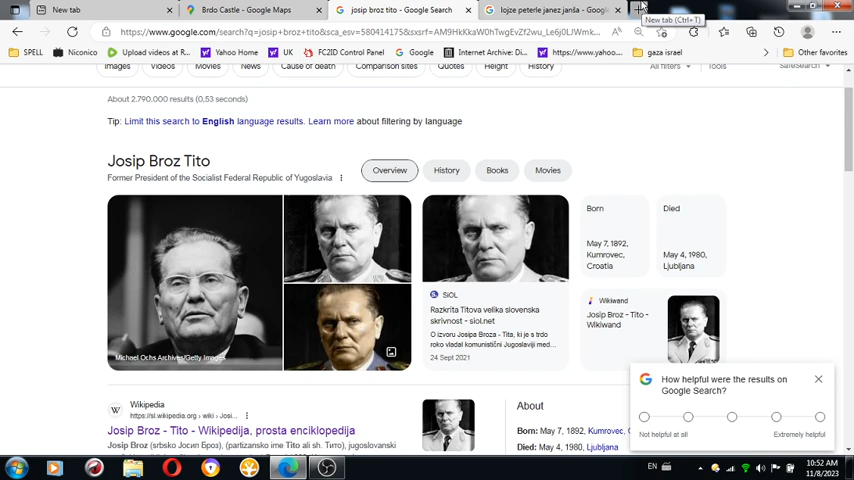 New tab
Brdo Castle - Google Maps
josip broz tito - Google Search
lojze peterle janez janša - Goog
New tab (Ctrl+T)
https://www.google.com/search?q=josip+broz+tito&sca_esv=580414175&sxsrf=
SPELL
Niconico
Upload videos at R...
Yahoo Home
UK
FC2ID Control Panel
Google
Internet Archive: Di...
https://www.yahoo....
gaza israel
Other favorites
Images
Videos
Movies
News
Cause of death
Comparison sites
Quotes
Height
History
All filters
Tools
SafeSearch
About 2.790.000 results (0,53 seconds)
Tip: Limit this search to English language results. Learn more about filtering by language
Josip Broz Tito
Former President of the Socialist Federal Republic of Yugoslavia
Overview
History
Books
Movies
Michael Ochs Archives/Getty Images
SiOL
Razkrita Titova velika slovenska
skrivnost - siol.net
O izvoru Josipa Broza - Tita, ki je s trdo
roko vladal komunistični Jugoslaviji med...
24 Sept 2021
Born
May 7, 1892,
Kumrovec,
Croatia
Died
May 4, 1980,
Ljubljana
Wikiwand
Josip Broz - Tito -
Wikiwand
How helpful were the results on
Google Search?
Not helpful at all
Extremely helpful
W
Wikipedia
https://sl.wikipedia.org › wiki › Josi...
Josip Broz - Tito - Wikipedija, prosta enciklopedija
Josip Broz (srbsko Јосип Броз), (partizansko ime Tito ali sh. Tiто), jugoslovanski
About
Born: May 7, 1892, Kumrovec,
Died: May 4, 1980, Ljubljana
EN
10:52 AM
11/8/2023